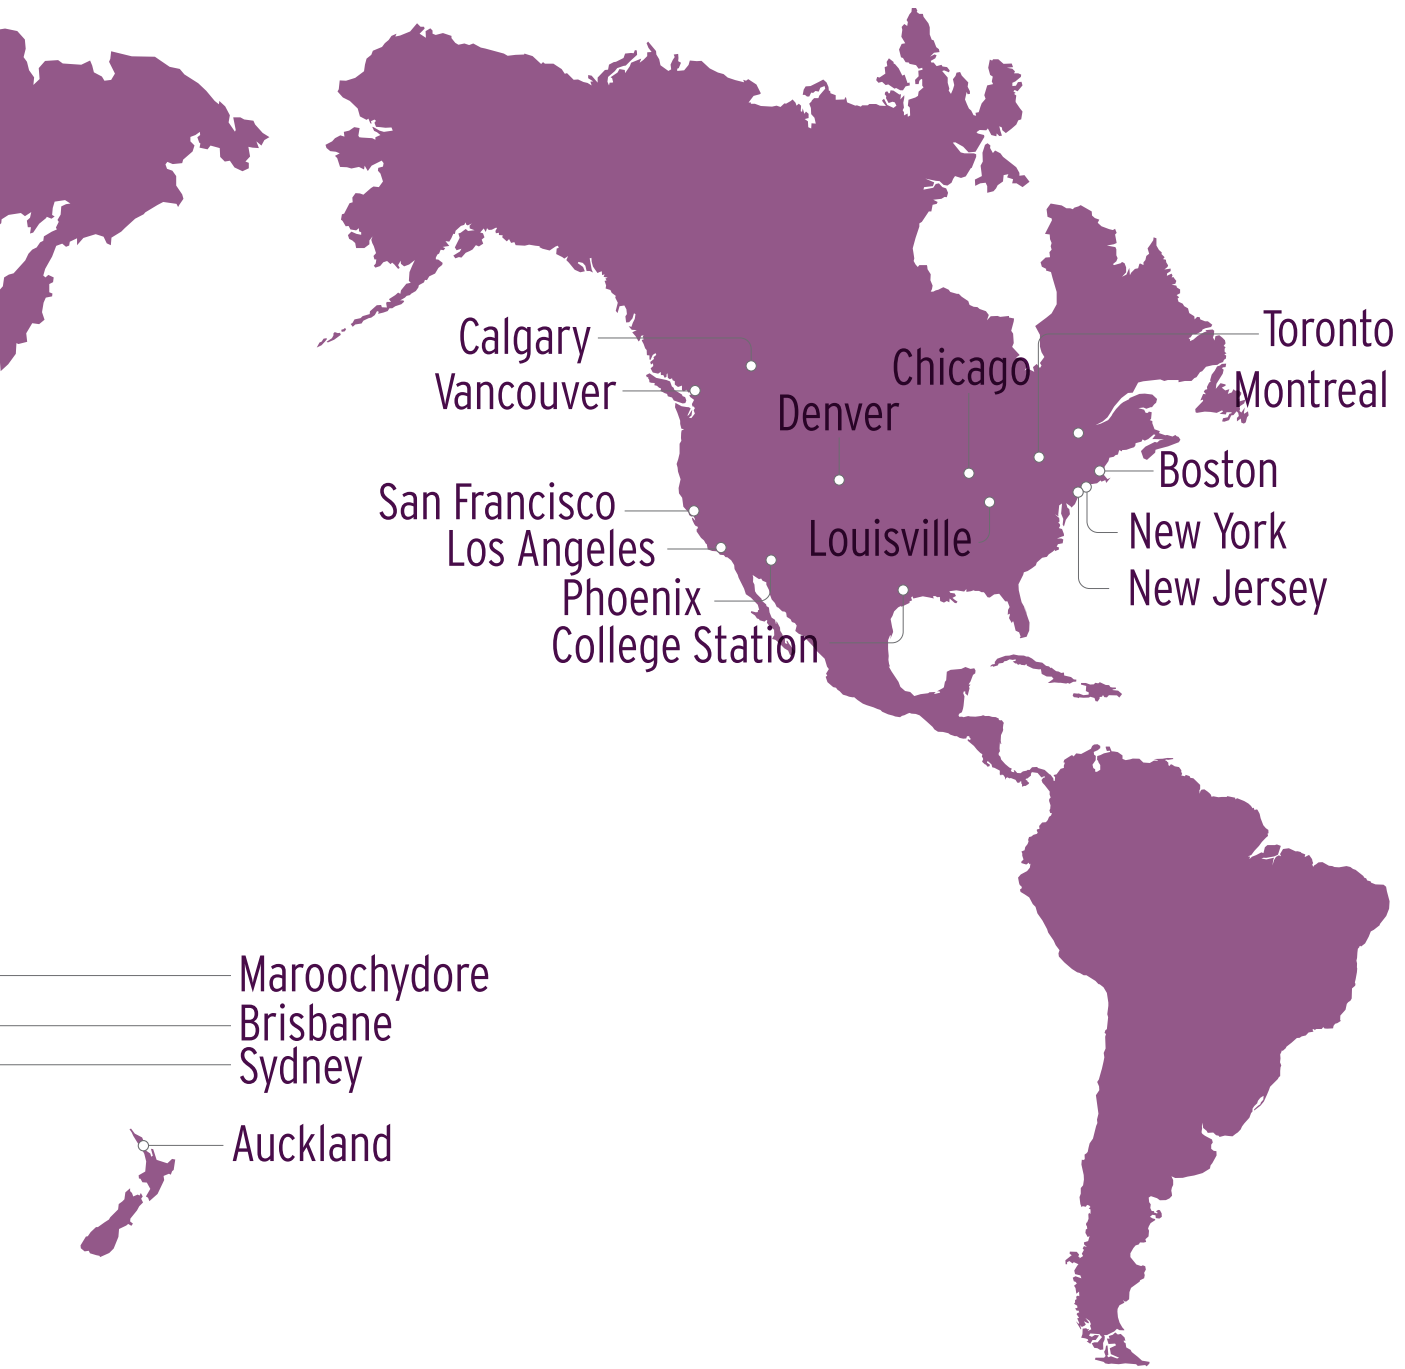 Toronto
Calgary
Chicago
Vancouver
Montreal
Denver
Boston
San Francisco
New York
Louisville
Los Angeles
New Jersey
Phoenix
College Station
Maroochydore
Brisbane
Sydney
Auckland